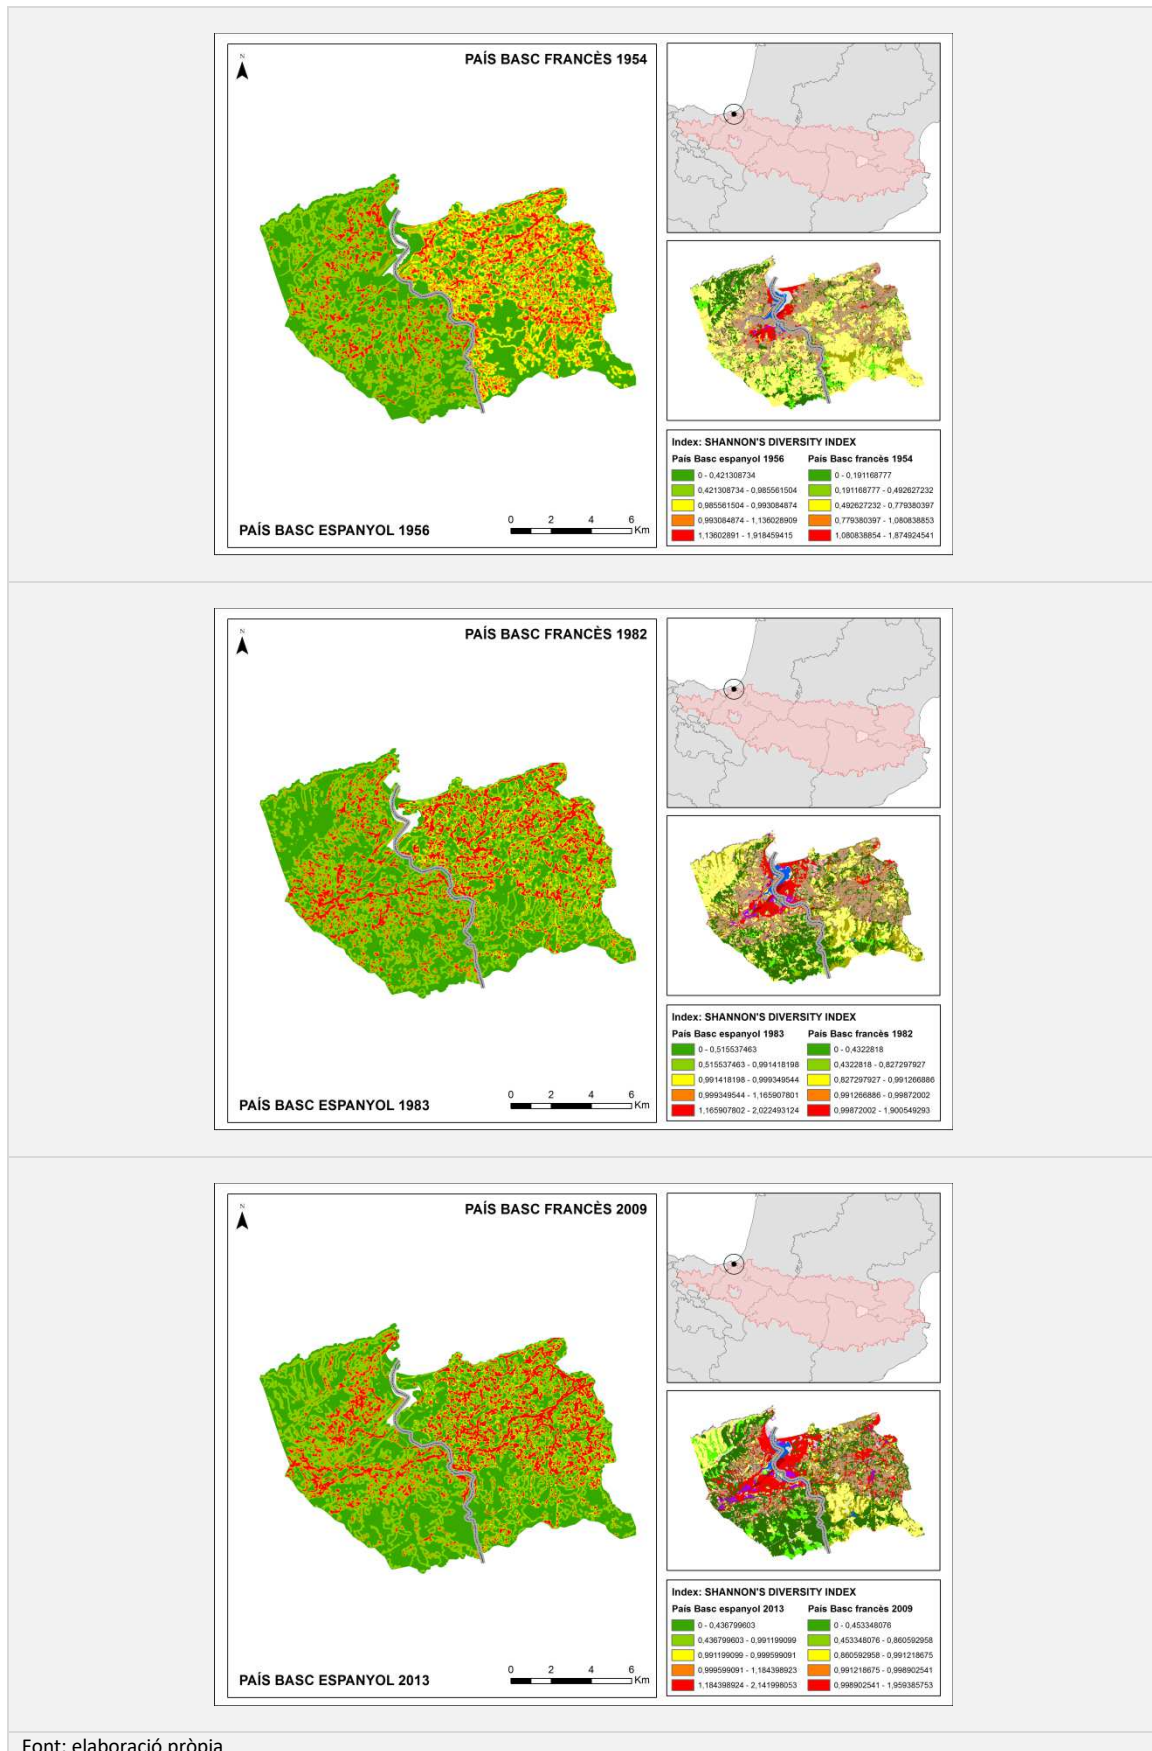 N
PAÍS BASC FRANCÈS 1954
PAÍS BASC ESPANYOL 1956
0 2 4 6
Km
Index: SHANNON'S DIVERSITY INDEX
País Basc espanyol 1956 País Basc francès 1954
0 - 0,421308734 0 - 0,191168777
0,421308734 - 0,985561504 0,191168777 - 0,492627232
0,985561504 - 0,993084874 0,492627232 - 0,779380397
0,993084874 - 1,136028909 0,779380397 - 1,080838853
1,13602891 - 1,918459415 1,080838854 - 1,874924541
N
PAÍS BASC FRANCÈS 1982
PAÍS BASC ESPANYOL 1983
0 2 4 6
Km
Index: SHANNON'S DIVERSITY INDEX
País Basc espanyol 1983 País Basc francès 1982
0 - 0,515537463 0 - 0,4322818
0,515537463 - 0,991418198 0,4322818 - 0,827297927
0,991418198 - 0,999349544 0,827297927 - 0,991266886
0,999349544 - 1,165907801 0,991266886 - 0,99872002
1,165907802 - 2,022493124 0,99872002 - 1,900549293
N
PAÍS BASC FRANCÈS 2009
PAÍS BASC ESPANYOL 2013
0 2 4 6
Km
Index: SHANNON'S DIVERSITY INDEX
País Basc espanyol 2013 País Basc francès 2009
0 - 0,436799603 0 - 0,453348076
0,436799603 - 0,991199099 0,453348076 - 0,860592958
0,991199099 - 0,999599091 0,860592958 - 0,991218675
0,999599091 - 1,184398923 0,991218675 - 0,998902541
1,184398924 - 2,141998053 0,998902541 - 1,959385753
Font: elaboració pròpia